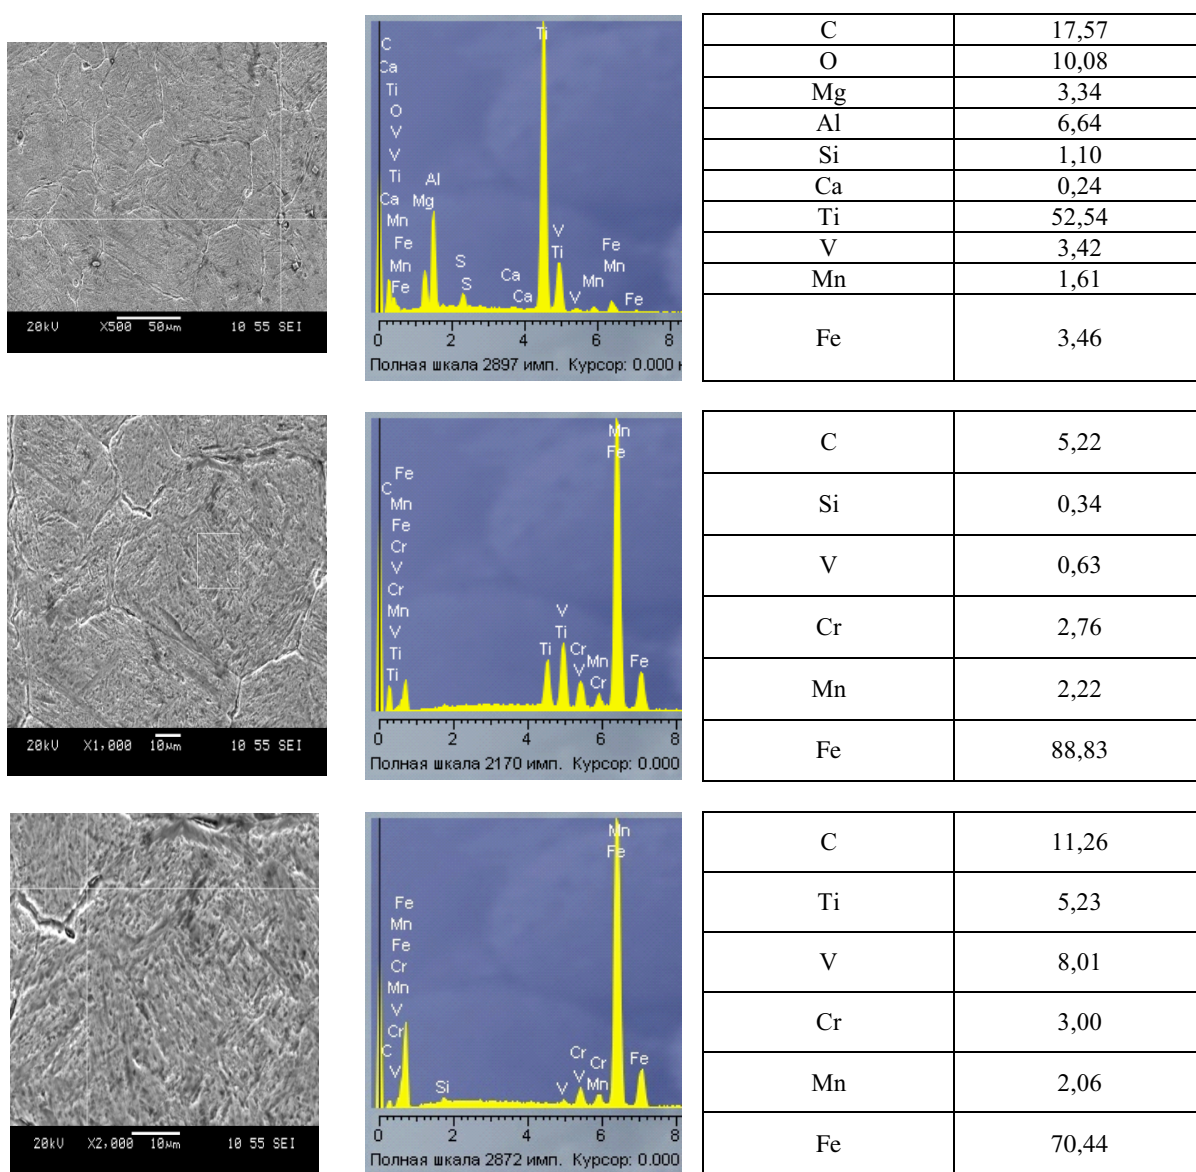 20kU X500 50μm 10 55 SEI
C
Ca
Ti
O
V
V
Ti
Ca
Mn
Fe
Mn
Fe
Al
Mg
S
S
Ca
Ca
Ti
V
Ti
V
Mn
Fe
Mn
Fe
0 2 4 6 8
Полная шкала 2897 имп. Курсор: 0.000
C 17,57
O 10,08
Mg 3,34
Al 6,64
Si 1,10
Ca 0,24
Ti 52,54
V 3,42
Mn 1,61
Fe 3,46
20kU X1,000 10μm 10 55 SEI
Fe
C
Mn
Fe
Cr
V
Cr
Mn
V
Ti
Ti
V
Ti
Ti
Cr
V
Mn
Cr
Mn
Fe
Fe
0 2 4 6 8
Полная шкала 2170 имп. Курсор: 0.000
C 5,22
Si 0,34
V 0,63
Cr 2,76
Mn 2,22
Fe 88,83
20kU X2,000 10μm 10 55 SEI
Fe
Mn
Fe
Cr
Mn
V
Cr
C
V
Si
V
Cr
V
Cr
Mn
Mn
Fe
Fe
0 2 4 6 8
Полная шкала 2872 имп. Курсор: 0.000
C 11,26
Ti 5,23
V 8,01
Cr 3,00
Mn 2,06
Fe 70,44